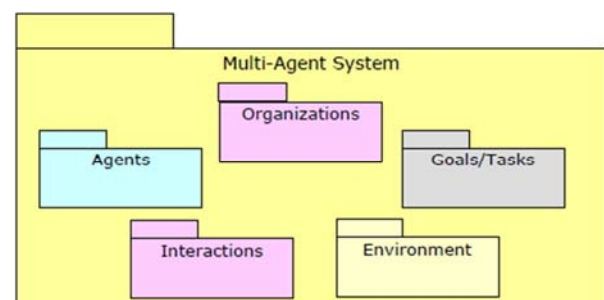 Multi-Agent System
Organizations
Agents
Goals/Tasks
Interactions
Environment